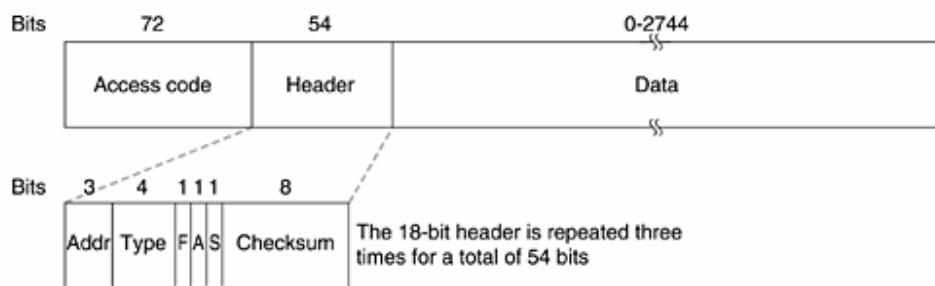 Bits 72 54 0-2744
Access code Header Data
Bits 3 4 1 1 1 8
Addr Type F A S Checksum
The 18-bit header is repeated three
times for a total of 54 bits